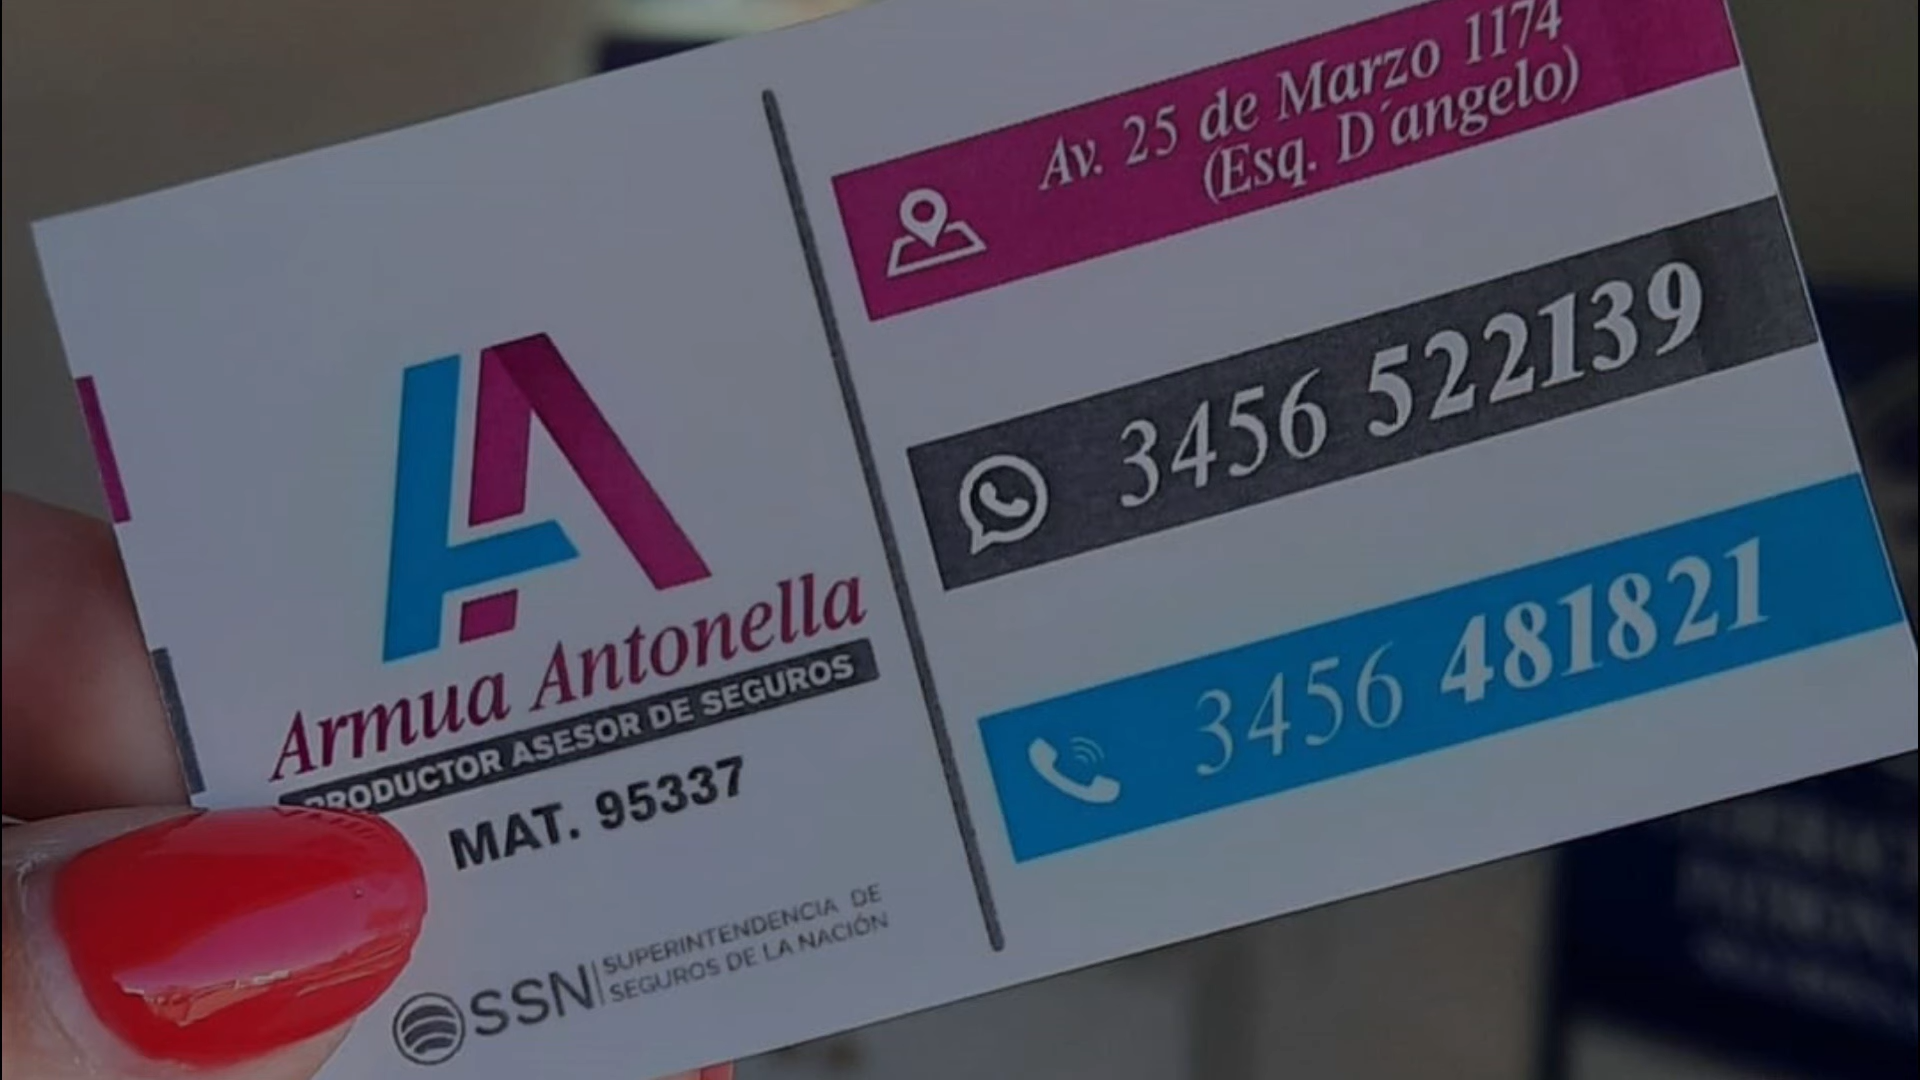 Armua Antonella
PRODUCTOR ASESOR DE SEGUROS
MAT. 95337
SSN
SUPERINTENDENCIA DE
SEGUROS DE LA NACIÓN
Av. 25 de Marzo 1174
(Esq. D´angelo)
3456 522139
3456 481821